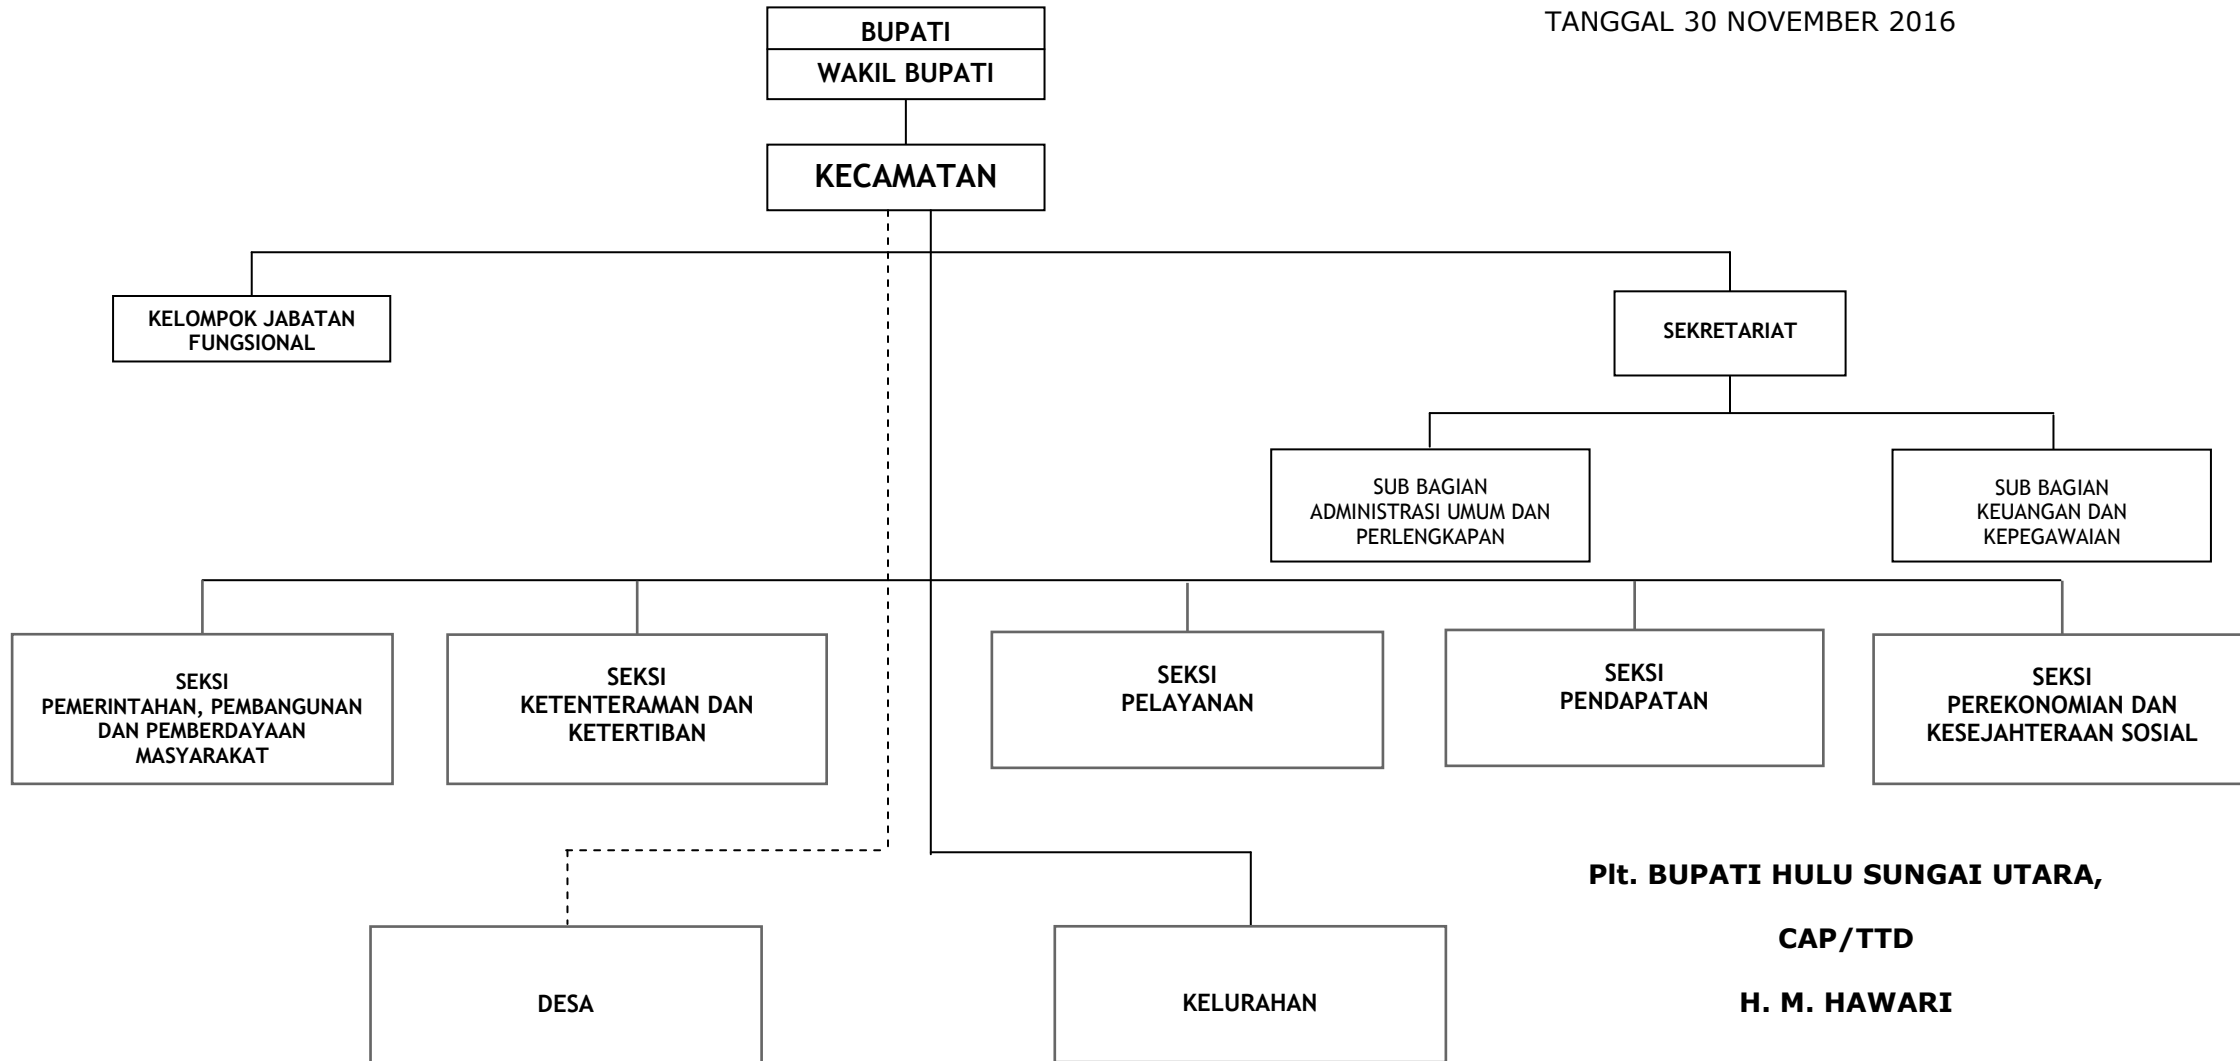 TANGGAL 30 NOVEMBER 2016
BUPATI
WAKIL BUPATI
KECAMATAN
KELOMPOK JABATAN
FUNGSIONAL
SEKRETARIAT
SUB BAGIAN
ADMINISTRASI UMUM DAN
PERLENGKAPAN
SUB BAGIAN
KEUANGAN DAN
KEPEGAWAIAN
SEKSI
PEMERINTAHAN, PEMBANGUNAN
DAN PEMBERDAYAAN
MASYARAKAT
SEKSI
KETENTERAMAN DAN
KETERTIBAN
SEKSI
PELAYANAN
SEKSI
PENDAPATAN
SEKSI
PEREKONOMIAN DAN
KESEJAHTERAAN SOSIAL
DESA
KELURAHAN
Plt. BUPATI HULU SUNGAI UTARA,
CAP/TTD
H. M. HAWARI